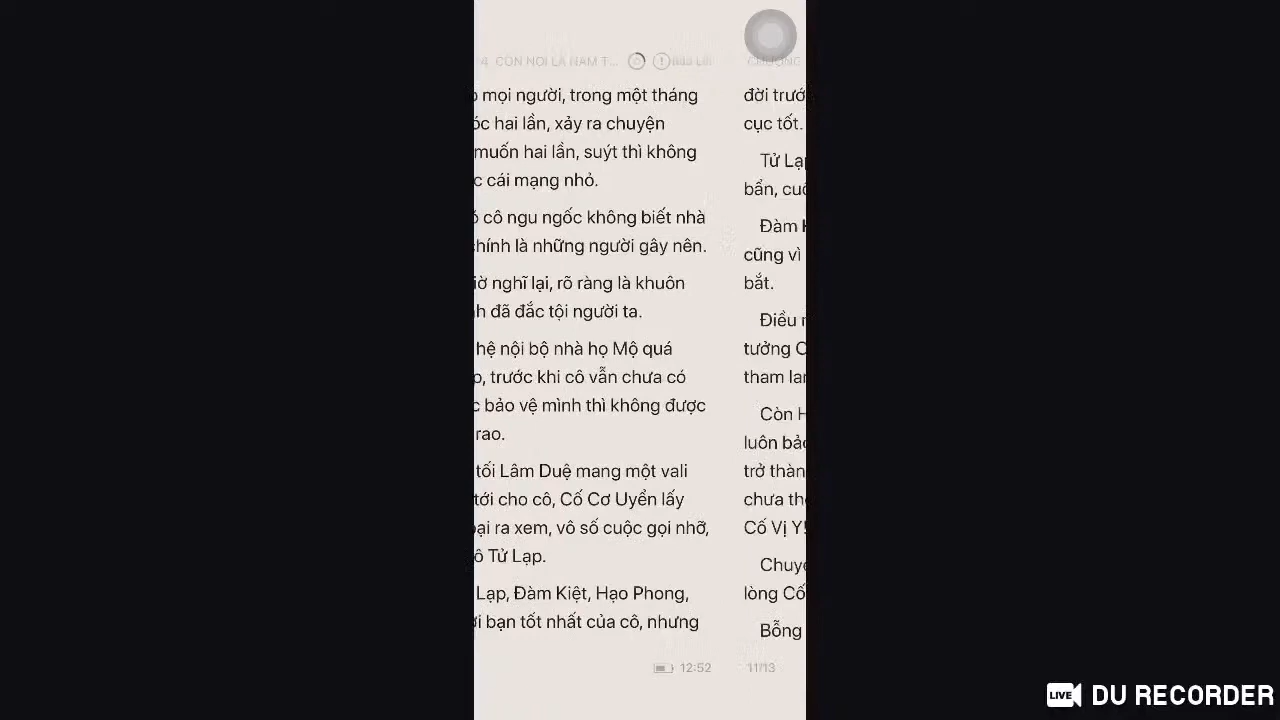 4 CÒN NÓI LÀ NAM T... Báo Lỗi
mọi người, trong một tháng
hai lần, xảy ra chuyện
muốn hai lần, suýt thì không
cái mạng nhỏ.
cô ngu ngốc không biết nhà
chính là những người gây nên.
nghĩ lại, rõ ràng là khuôn
đã đắc tội người ta.
hệ nội bộ nhà họ Mộ quá
trước khi cô vẫn chưa có
bảo vệ mình thì không được
rao.
tối Lâm Duệ mang một vali
tới cho cô, Cố Cơ Uyển lấy
ra xem, vô số cuộc gọi nhỡ,
Tử Lạp.
Lạp, Đàm Kiệt, Hạo Phong,
bạn tốt nhất của cô, nhưng
12:52
CHƯƠNG
đời trướ
cục tốt.
Tử Lạ
bẩn, cu
Đàm
cũng vì
bắt.
Điều
tưởng
tham la
Còn H
luôn bả
trở thàn
chưa th
Cố Vị Y
Chuy
lòng Cố
Bỗng
11/13
LIVE DU RECORDER